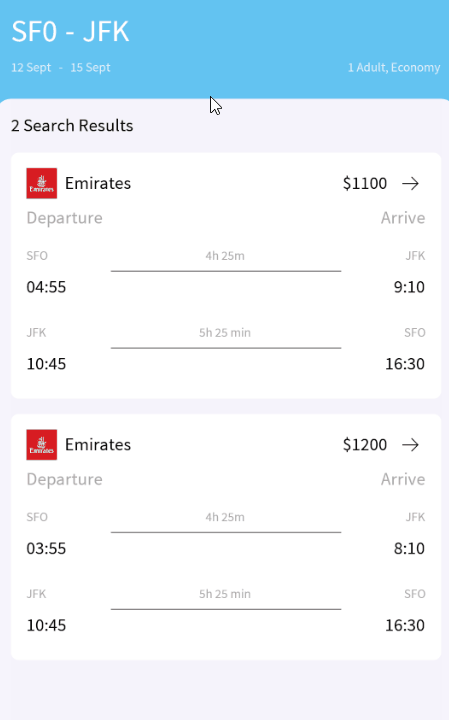 SF0 - JFK
12 Sept - 15 Sept 1 Adult, Economy
2 Search Results
Emirates Emirates $1100
Departure Arrive
SFO 4h 25m JFK
04:55 9:10
JFK 5h 25 min SFO
10:45 16:30
Emirates Emirates $1200
Departure Arrive
SFO 4h 25m JFK
03:55 8:10
JFK 5h 25 min SFO
10:45 16:30